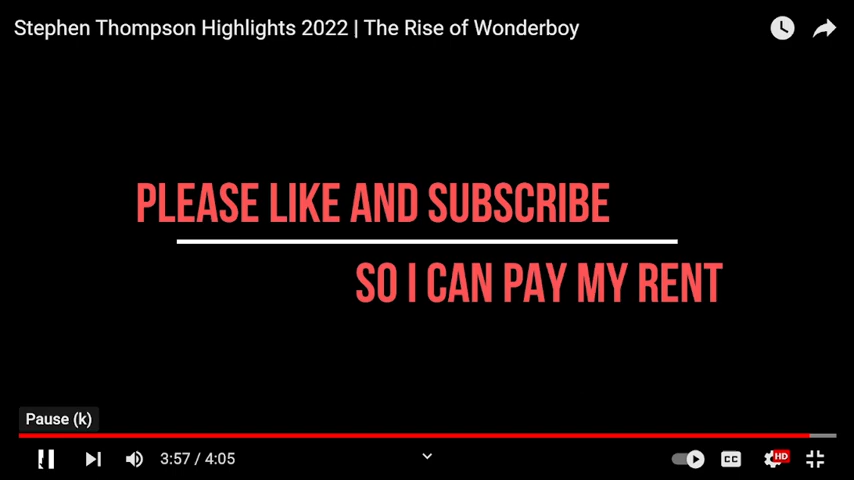 Stephen Thompson Highlights 2022 | The Rise of Wonderboy
PLEASE LIKE AND SUBSCRIBE
SO I CAN PAY MY RENT
Pause (k)
3:57 / 4:05
CC
HD